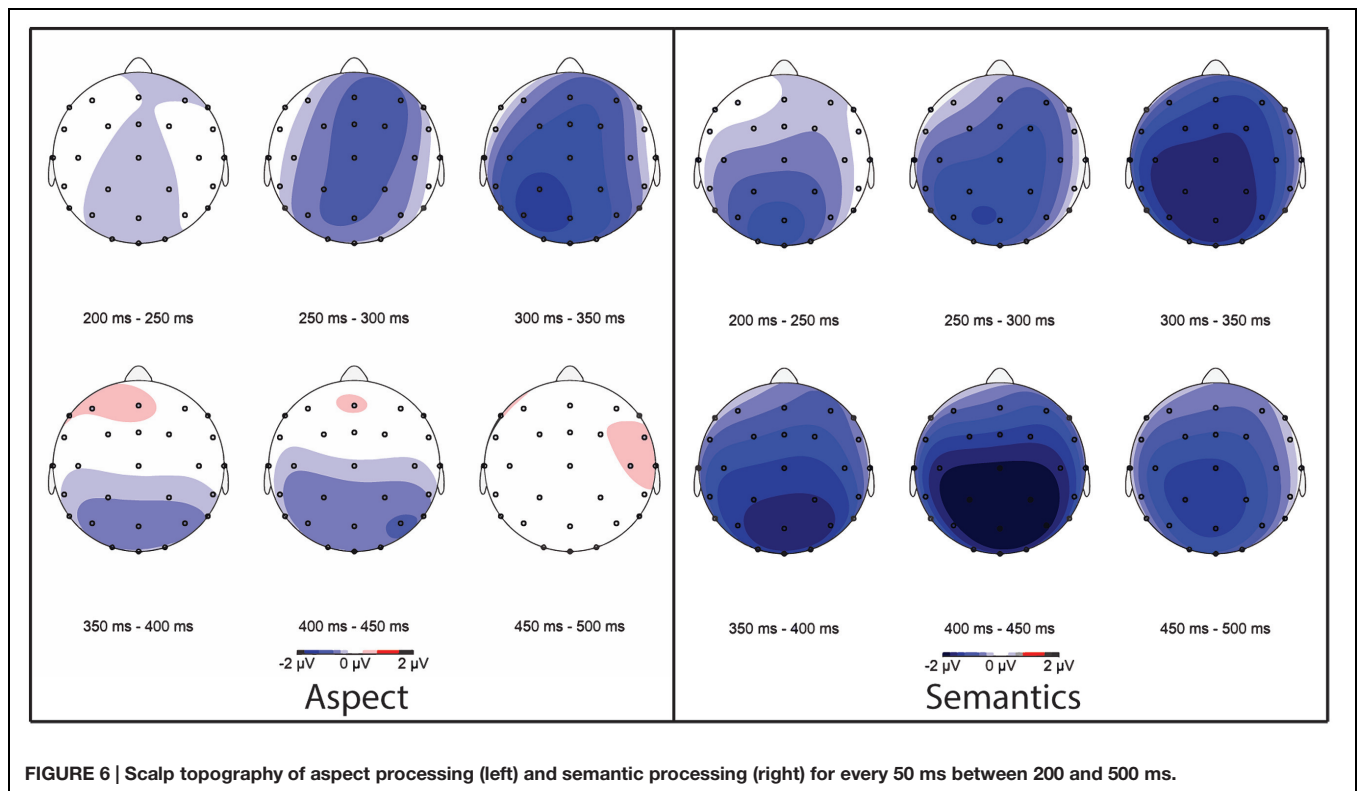 200 ms - 250 ms
250 ms - 300 ms
300 ms - 350 ms
350 ms - 400 ms
400 ms - 450 ms
450 ms - 500 ms
-2 µV 0 µV 2 µV
Aspect
200 ms - 250 ms
250 ms - 300 ms
300 ms - 350 ms
350 ms - 400 ms
400 ms - 450 ms
450 ms - 500 ms
-2 µV 0 µV 2 µV
Semantics
FIGURE 6 | Scalp topography of aspect processing (left) and semantic processing (right) for every 50 ms between 200 and 500 ms.